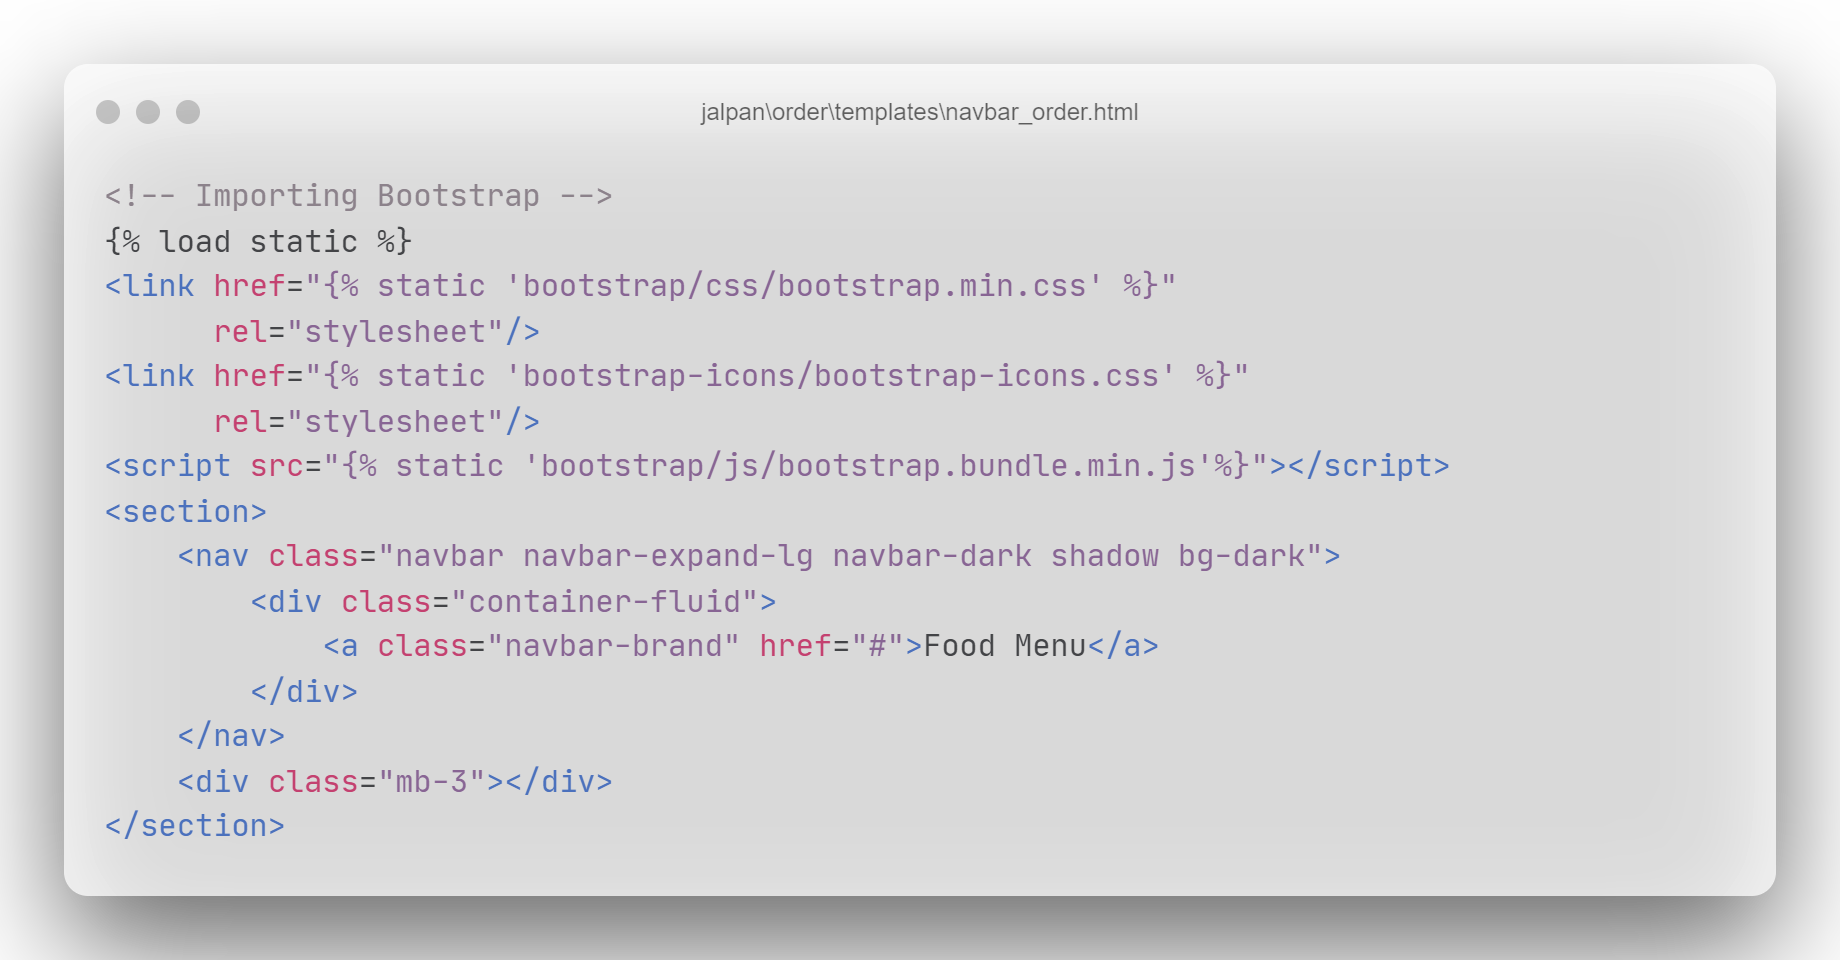 jalpan\order\templates\navbar_order.html
<!-- Importing Bootstrap -->
{% load static %}
<link href="{% static 'bootstrap/css/bootstrap.min.css' %}"
      rel="stylesheet"/>
<link href="{% static 'bootstrap-icons/bootstrap-icons.css' %}"
      rel="stylesheet"/>
<script src="{% static 'bootstrap/js/bootstrap.bundle.min.js'%}"></script>
<section>
    <nav class="navbar navbar-expand-lg navbar-dark shadow bg-dark">
        <div class="container-fluid">
            <a class="navbar-brand" href="#">Food Menu</a>
        </div>
    </nav>
    <div class="mb-3"></div>
</section>